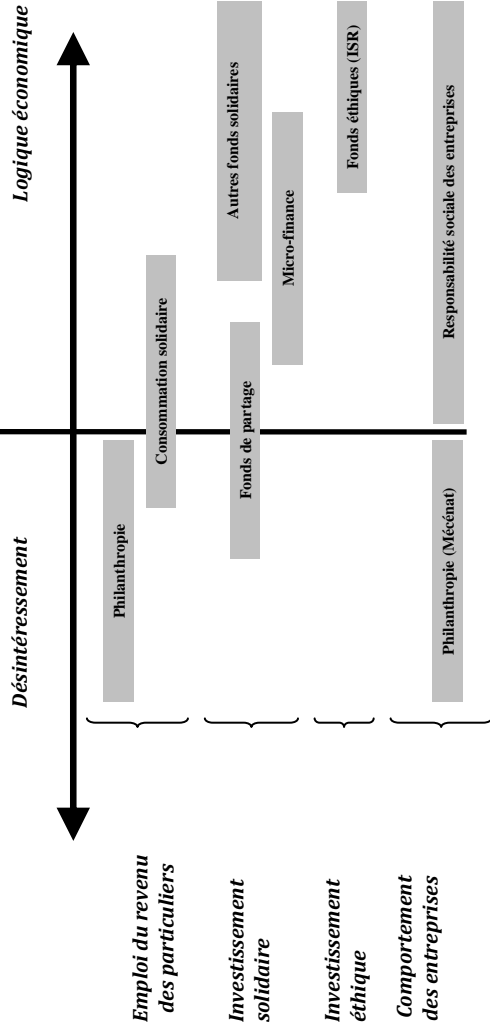 Désintéressement
Logique économique
Emploi du revenu
des particuliers
Philanthropie
Consommation solidaire
Investissement
solidaire
Fonds de partage
Autres fonds solidaires
Micro-finance
Investissement
éthique
Fonds éthiques (ISR)
Comportement
des entreprises
Philanthropie (Mécénat)
Responsabilité sociale des entreprises